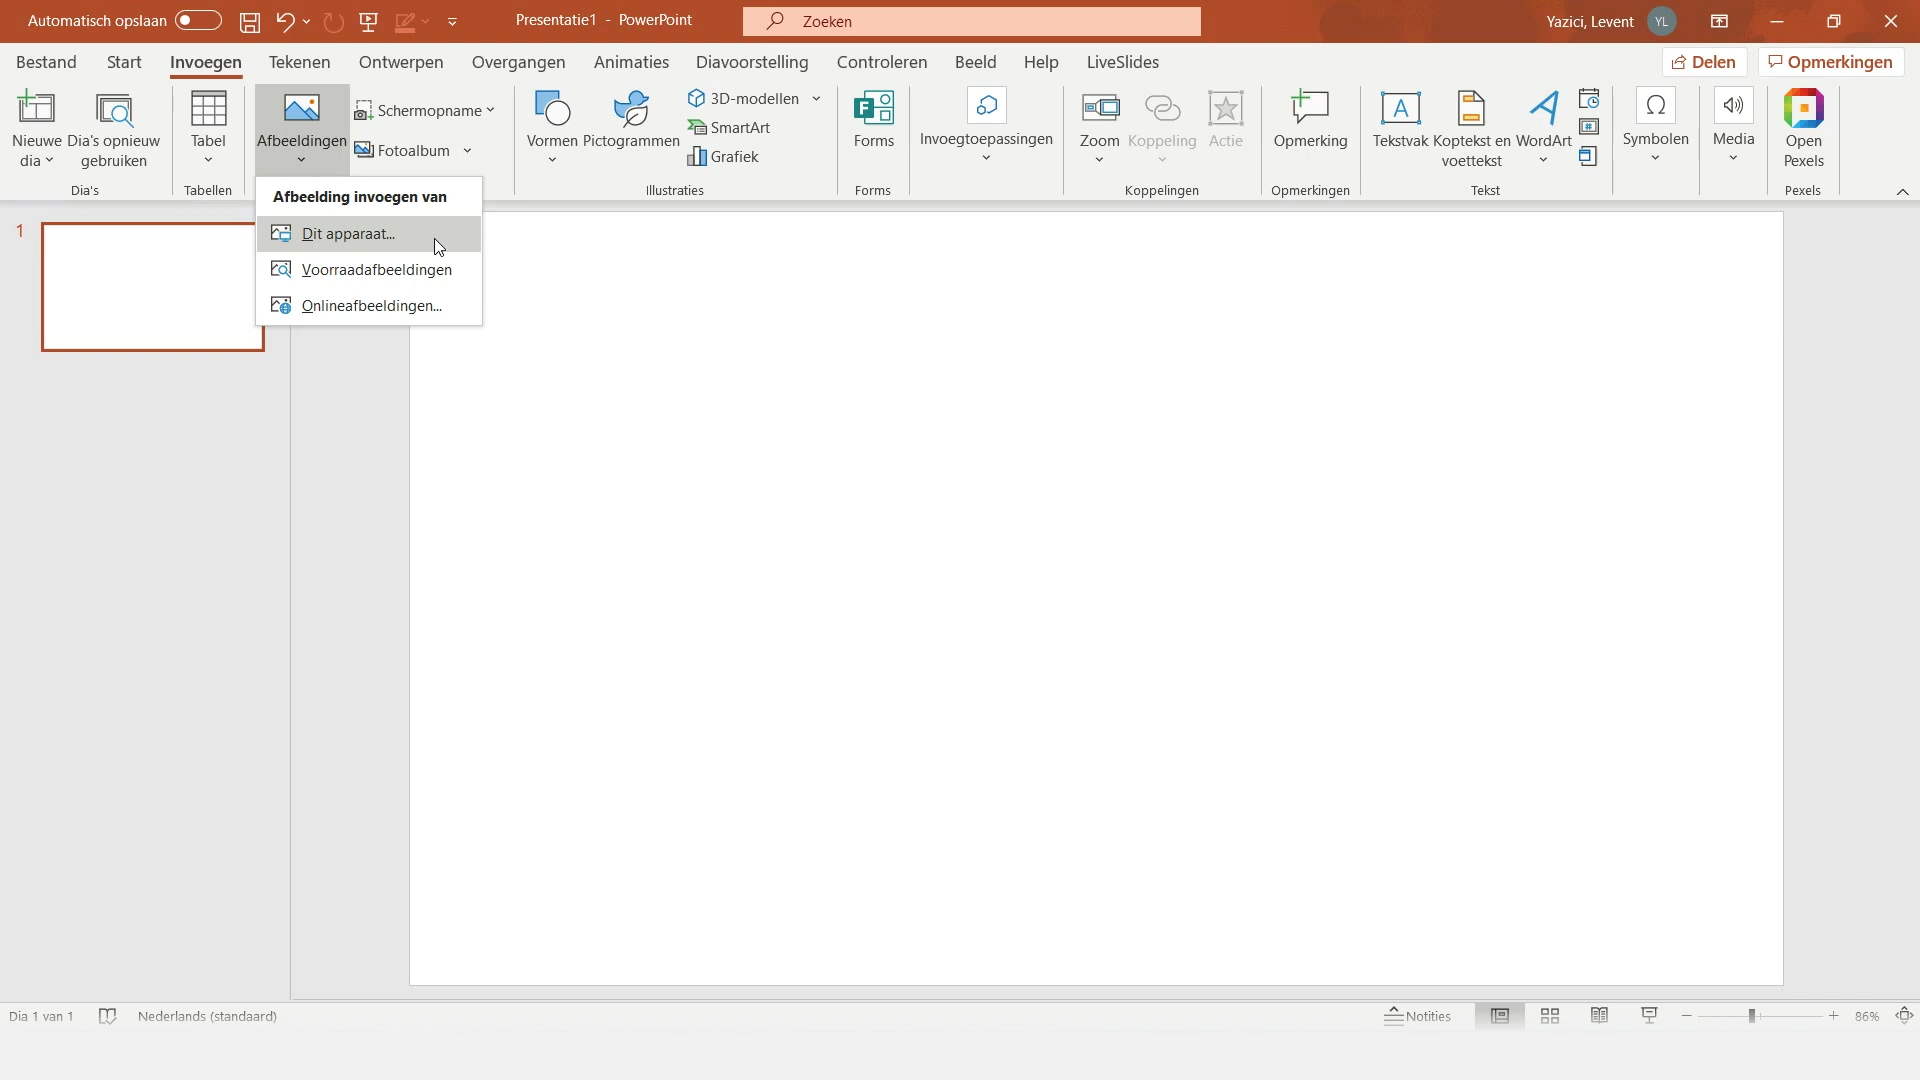 Automatisch opslaan
Presentatie1 - PowerPoint
Zoeken
Yazici, Levent
YL
Bestand
Start
Invoegen
Tekenen
Ontwerpen
Overgangen
Animaties
Diavoorstelling
Controleren
Beeld
Help
LiveSlides
Delen
Opmerkingen
Nieuwe
dia
Dia's opnieuw
gebruiken
Dia's
Tabel
Tabellen
Afbeeldingen
Schermopname
Fotoalbum
Vormen
Pictogrammen
3D-modellen
SmartArt
Grafiek
Illustraties
Forms
Forms
Invoegtoepassingen
Zoom
Koppeling
Actie
Koppelingen
Opmerking
Opmerkingen
Tekstvak
Koptekst en
voettekst
WordArt
Tekst
Symbolen
Media
Open
Pexels
Pexels
Afbeelding invoegen van
Dit apparaat...
Voorraadafbeeldingen
Onlineafbeeldingen...
1
Dia 1 van 1
Nederlands (standaard)
Notities
86%